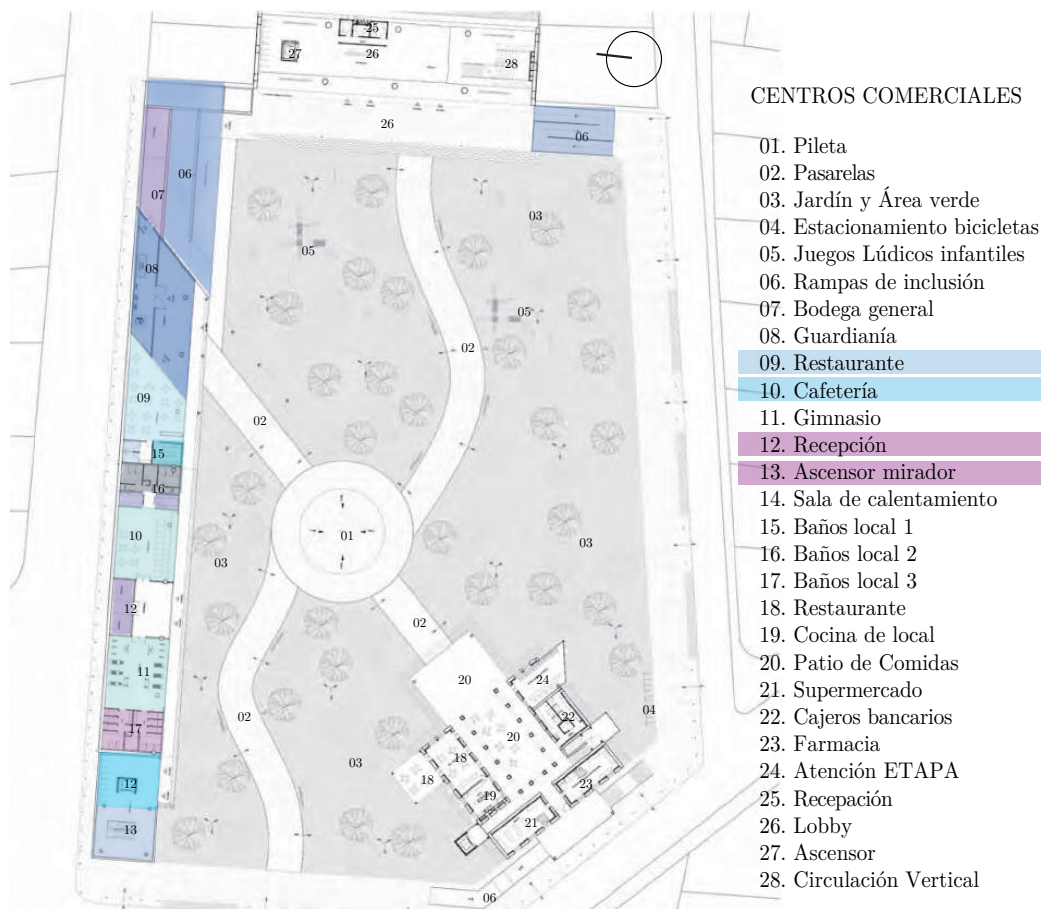 25
27
26
28
CENTROS COMERCIALES
26
06
01. Pileta
02. Pasarelas
06
07
03. Jardín y Área verde
03
04. Estacionamiento bicicletas
05
05. Juegos Lúdicos infantiles
08
06. Rampas de inclusión
05
07. Bodega general
02
08. Guardianía
09
09. Restaurante
02
10. Cafetería
15
11. Gimnasio
16
12. Recepción
13. Ascensor mirador
10
01
14. Sala de calentamiento
03
03
15. Baños local 1
12
16. Baños local 2
02
17. Baños local 3
11
18. Restaurante
20
24
19. Cocina de local
02
22
04
20. Patio de Comidas
17
20
21. Supermercado
03
18
22. Cajeros bancarios
12
18
19
23
23. Farmacia
13
21
24. Atención ETAPA
25. Recepación
26. Lobby
27. Ascensor
06
28. Circulación Vertical